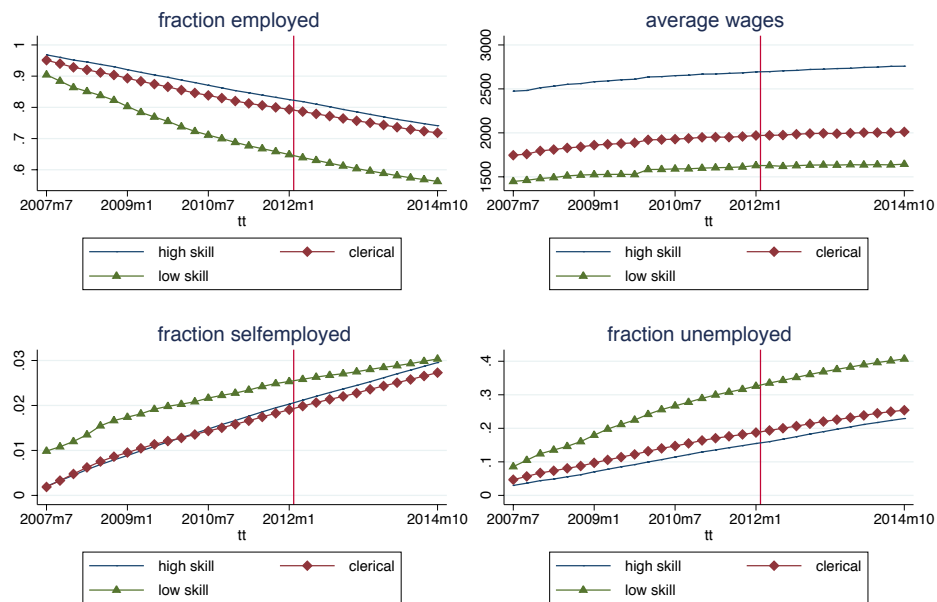 fraction employed
1
.9
.8
.7
.6
2007m7 2009m1 2010m7 2012m1 2014m10
tt
high skill clerical
low skill
average wages
3000
2500
2000
1500
2007m7 2009m1 2010m7 2012m1 2014m10
tt
high skill clerical
low skill
fraction selfemployed
.03
.02
.01
0
2007m7 2009m1 2010m7 2012m1 2014m10
tt
high skill clerical
low skill
fraction unemployed
.4
.3
.2
.1
0
2007m7 2009m1 2010m7 2012m1 2014m10
tt
high skill clerical
low skill